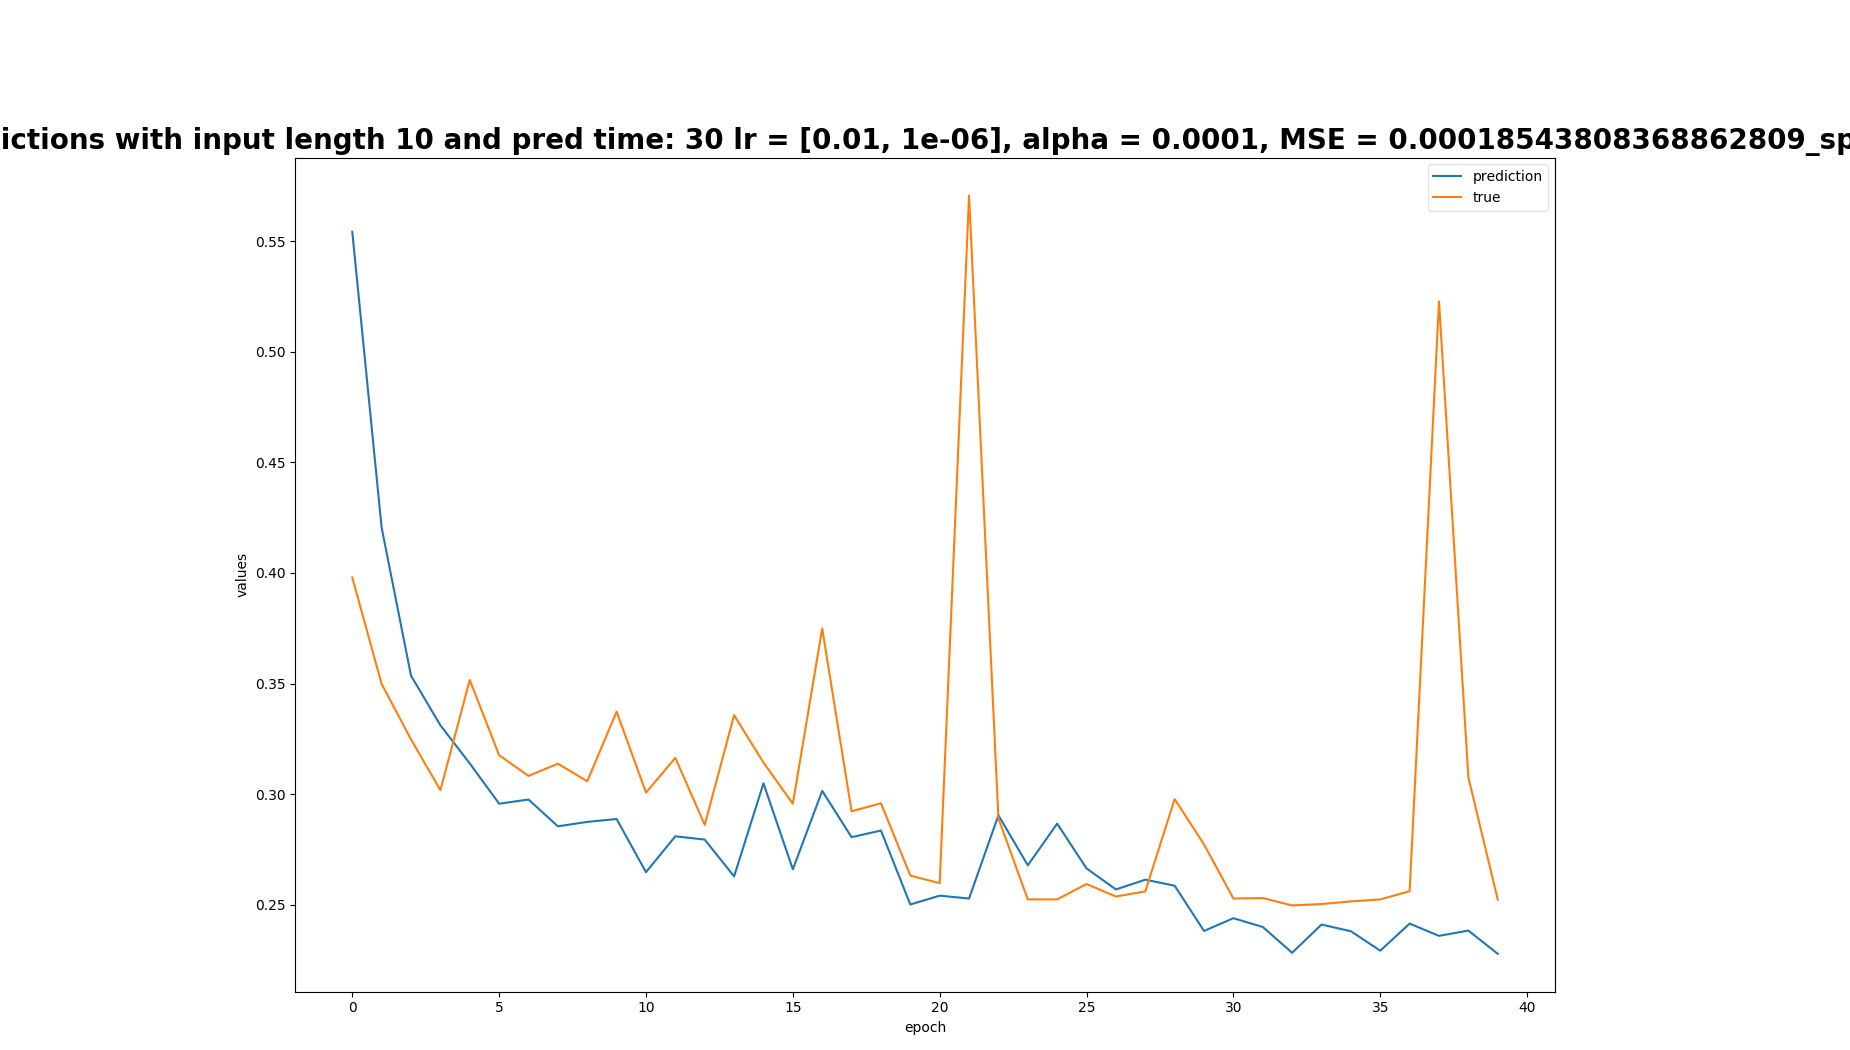 ictions with input length 10 and pred time: 30 lr = [0.01, 1e-06], alpha = 0.0001, MSE = 0.00018543808368862809_sp
prediction
true
0.55
0.50
0.45
0.40
0.35
0.30
0.25
values
0 5 10 15 20 25 30 35 40
epoch